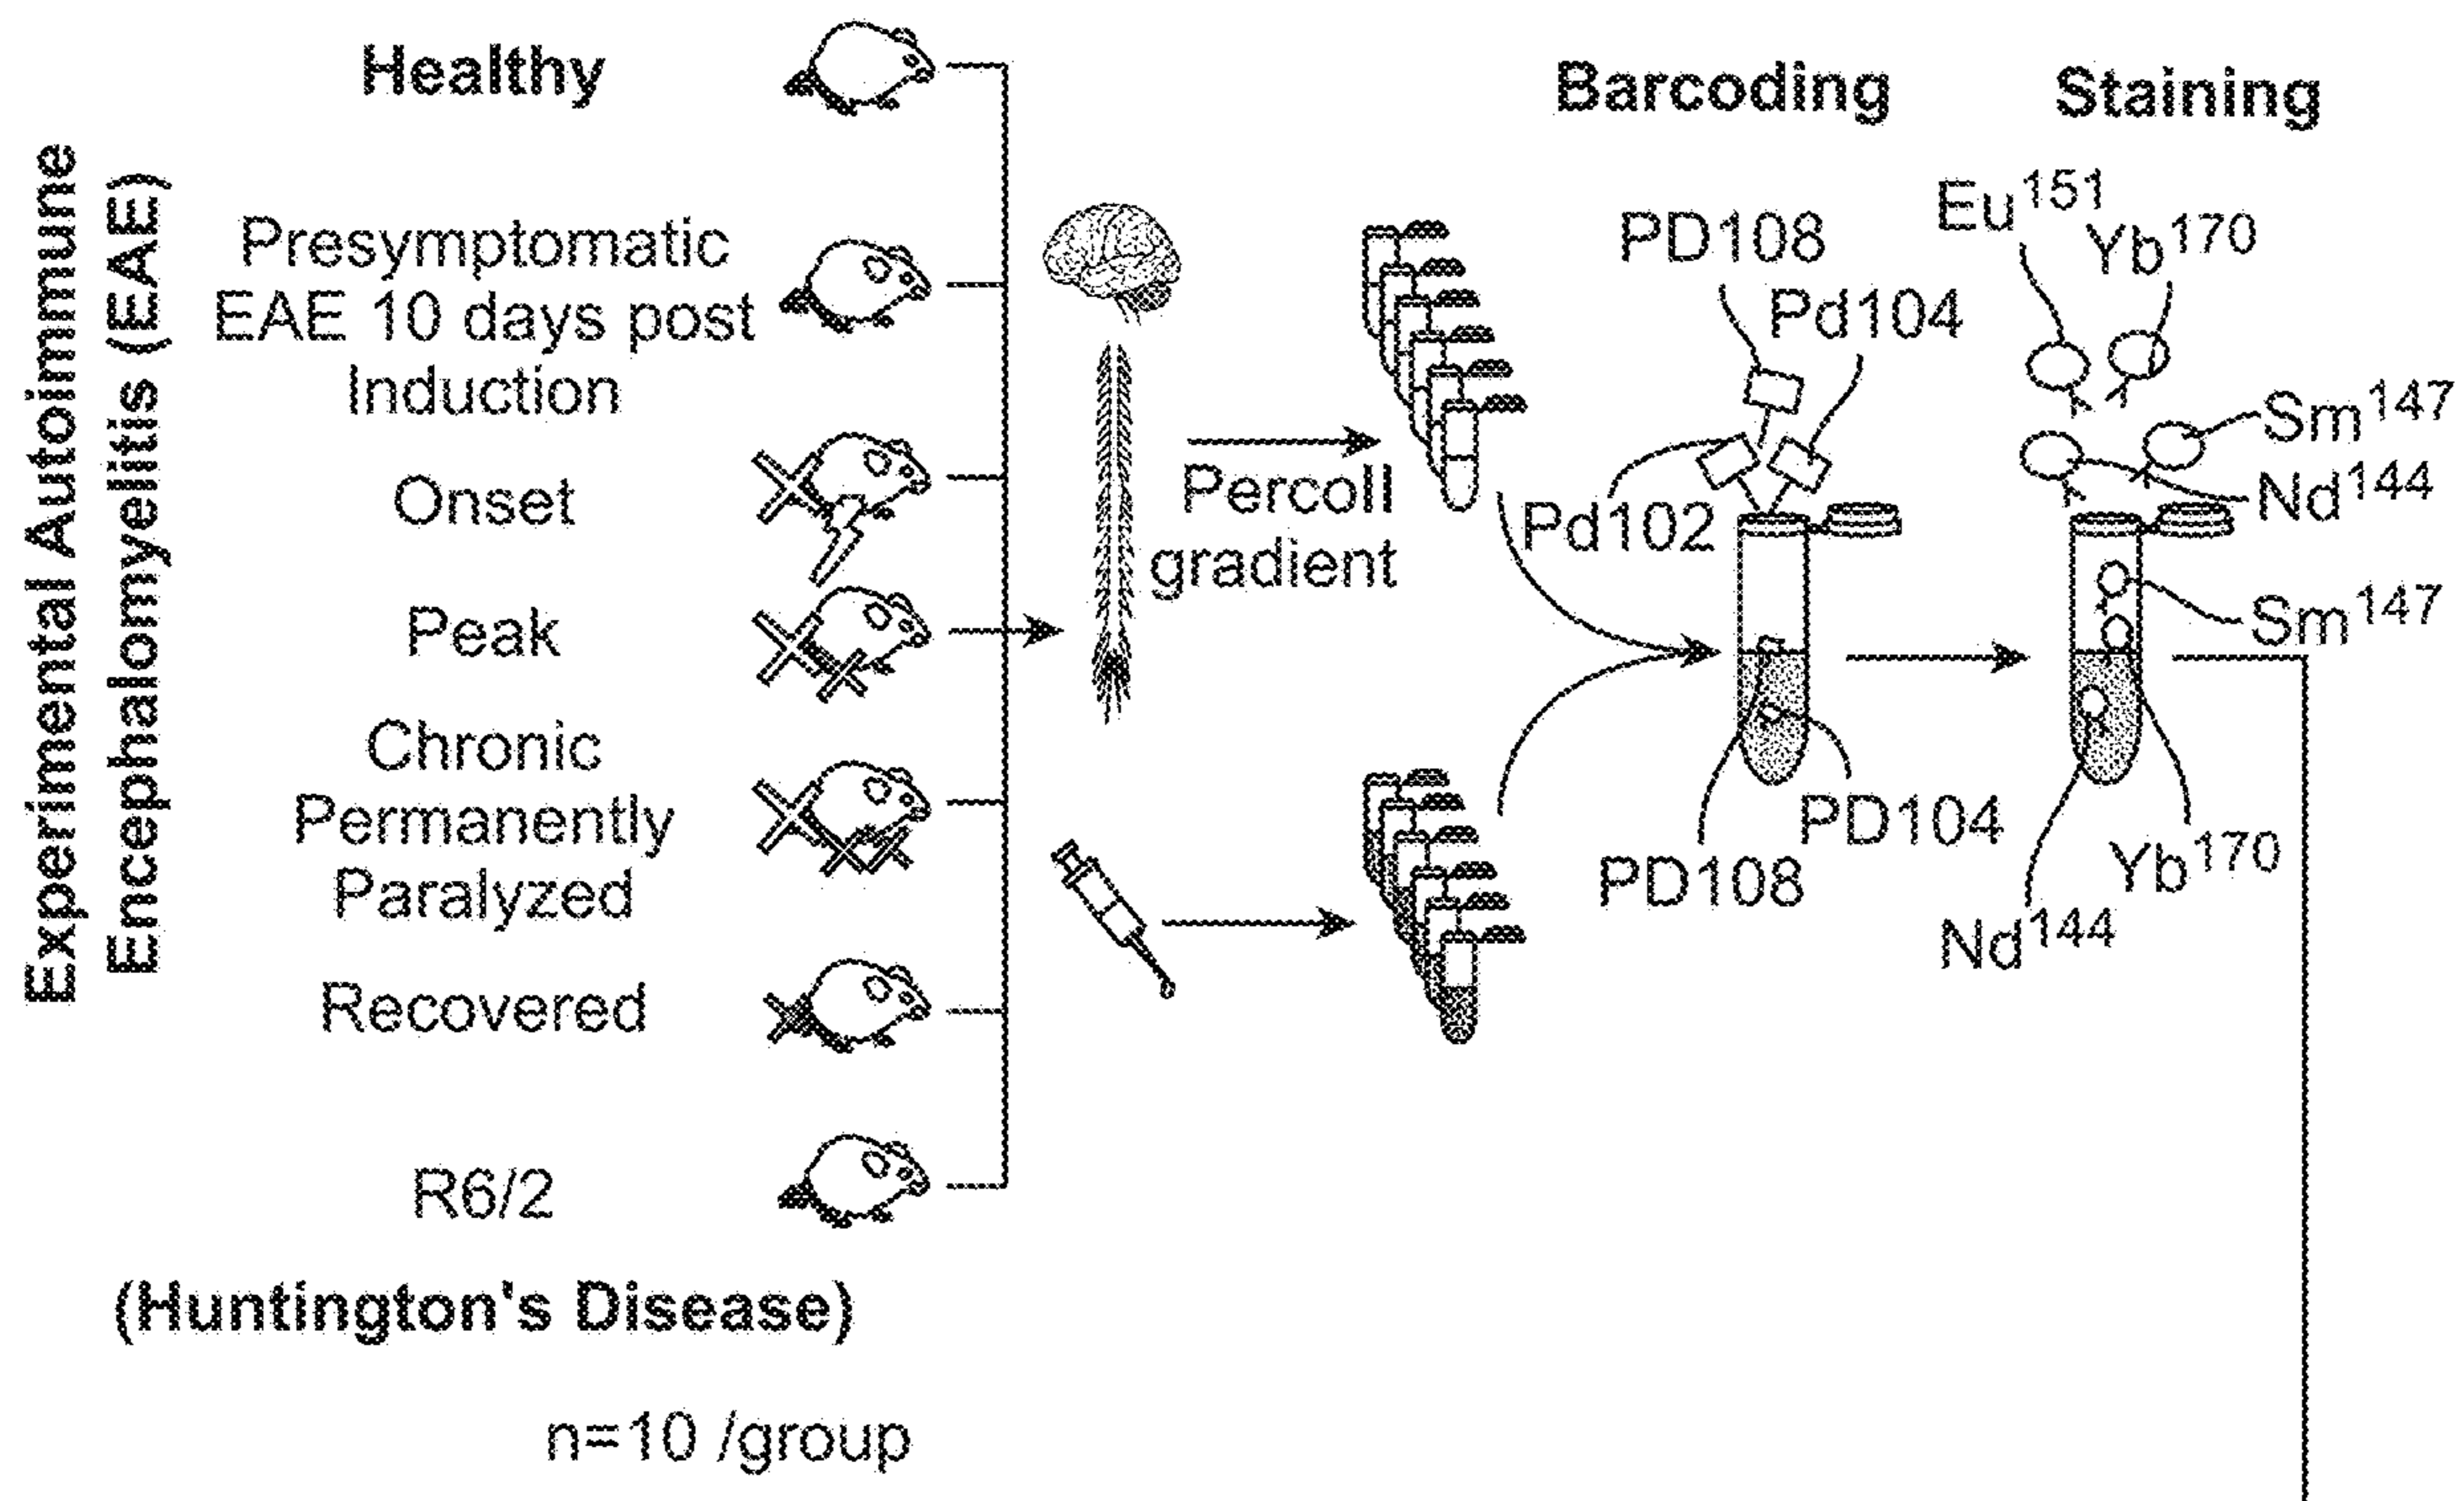 Experimental Autoimmune
Encephalomyelitis (EAE)
Healthy
Presymptomatic
EAE 10 days post
Induction
Onset
Peak
Chronic
Permanently
Paralyzed
Recovered
R6/2
(Huntington's Disease)
n=10 /group
Percoll
gradient
Barcoding
PD108
Pd104
Pd102
PD104
PD108
Staining
Eu151
Yb170
Sm147
Nd144
Sm147
Yb170
Nd144